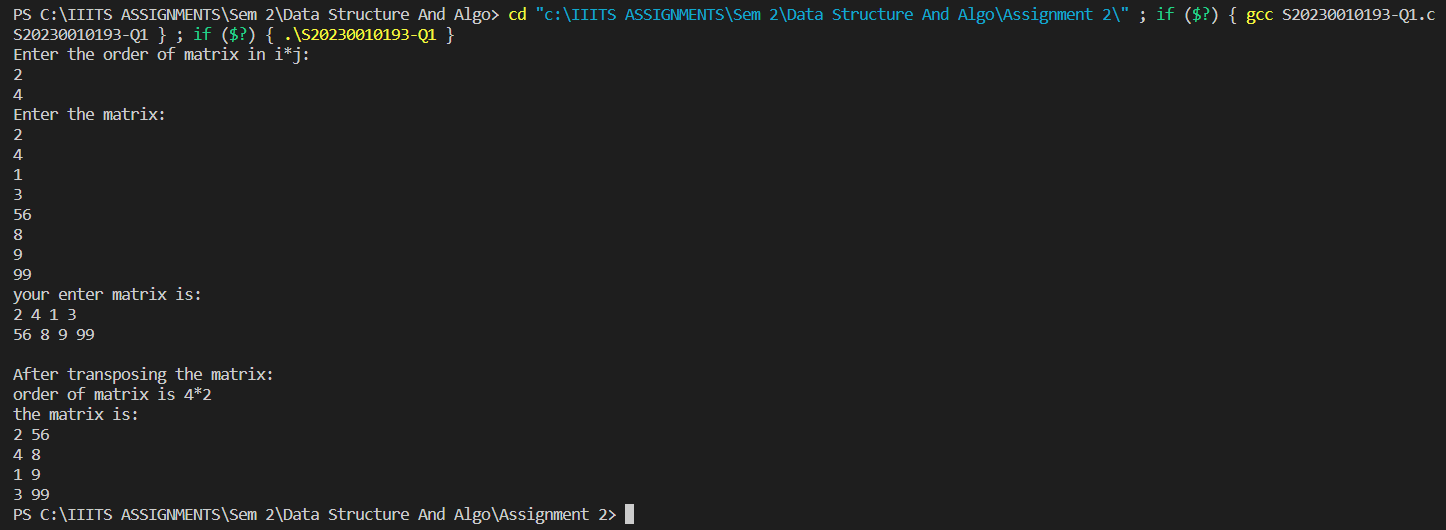 PS C:\IIITS ASSIGNMENTS\Sem 2\Data Structure And Algo> cd "c:\IIITS ASSIGNMENTS\Sem 2\Data Structure And Algo\Assignment 2\" ; if ($?) { gcc S20230010193-Q1.c
S20230010193-Q1 } ; if ($?) { .\S20230010193-Q1 }
Enter the order of matrix in i*j:
2
4
Enter the matrix:
2
4
1
3
56
8
9
99
your enter matrix is:
2 4 1 3
56 8 9 99
After transposing the matrix:
order of matrix is 4*2
the matrix is:
2 56
4 8
1 9
3 99
PS C:\IIITS ASSIGNMENTS\Sem 2\Data Structure And Algo\Assignment 2>